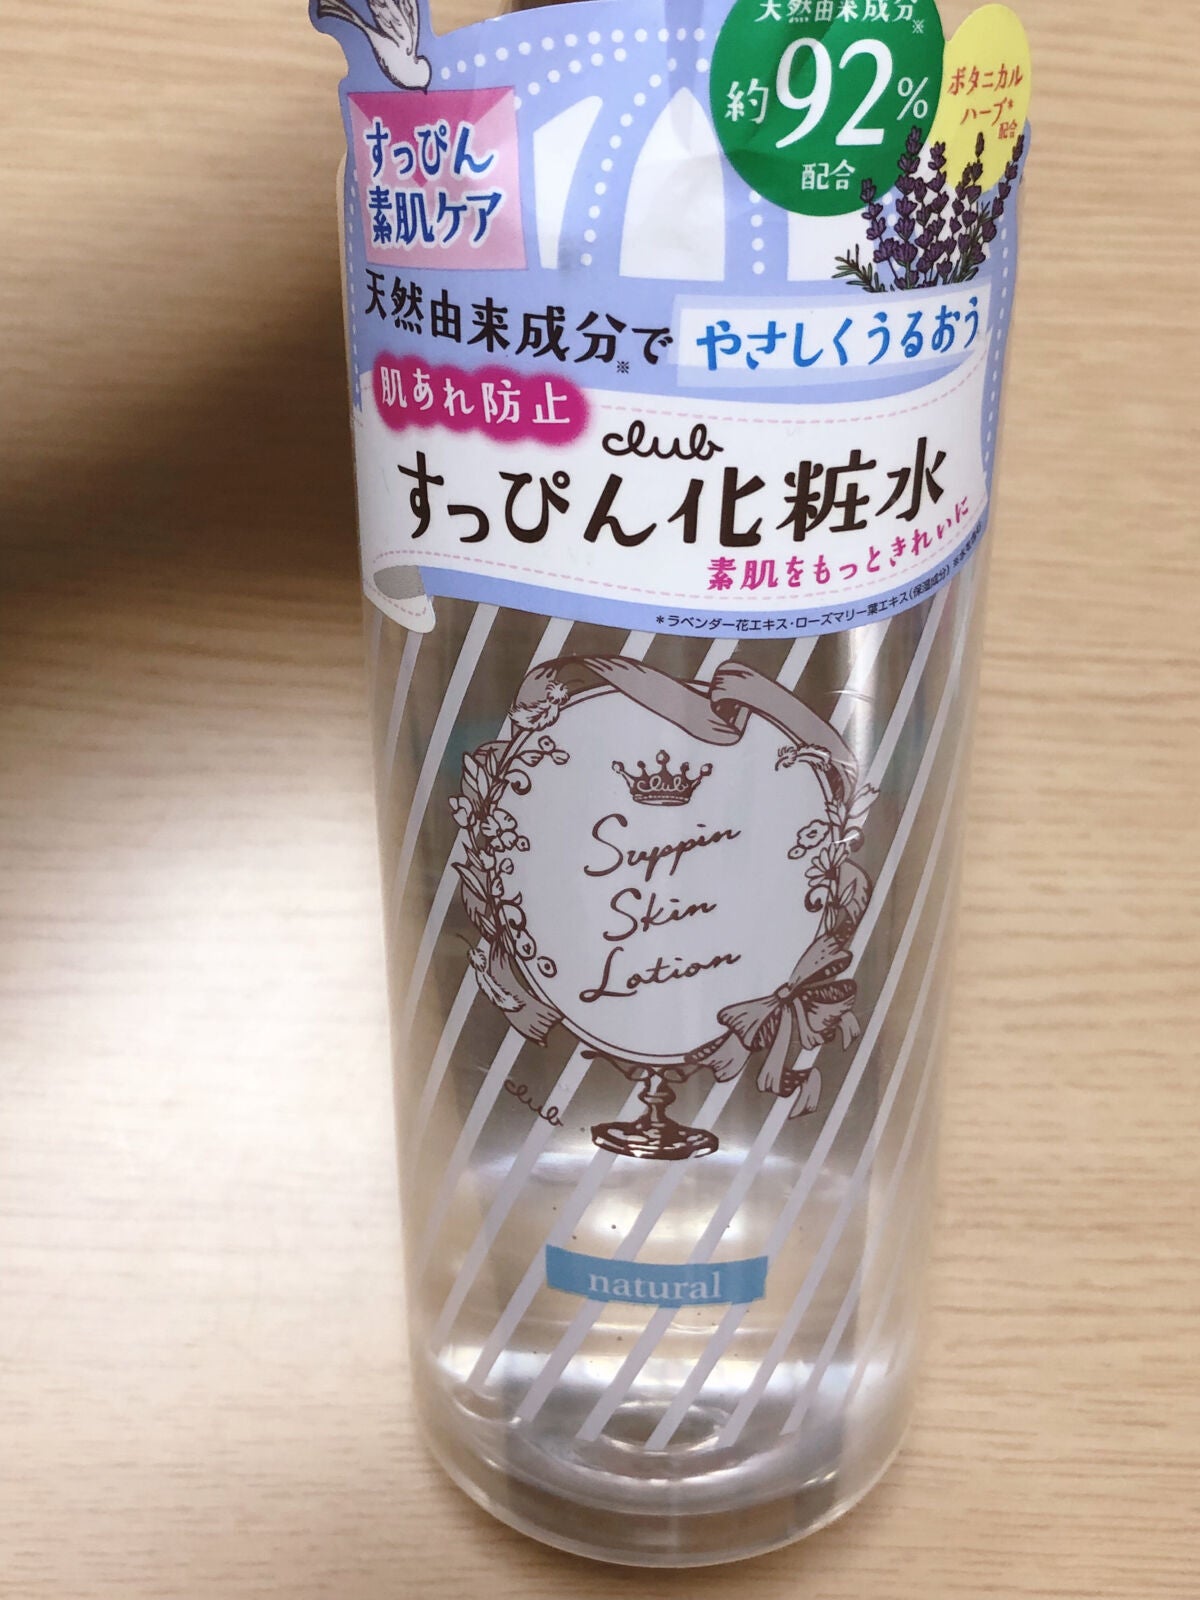 天然由来成分※
約92%
配合
ボタニカル
ハーブ*
配合
すっぴん
素肌ケア
天然由来成分※で やさしくうるおう
肌あれ防止
club
すっぴん化粧水
素肌をもっときれいに
*ラベンダー花エキス・ローズマリー葉エキス(保湿成分) ※水を含む
club
Suppin
Skin
Lotion
club
natural